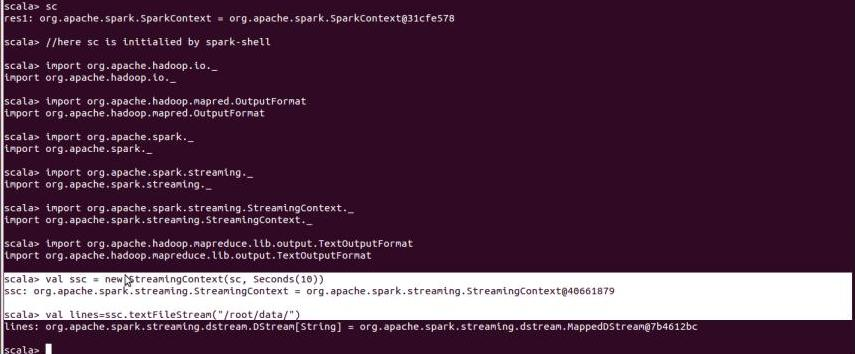 scala> sc
res1: org.apache.spark.SparkContext = org.apache.spark.SparkContext@31cfe578
scala> //here sc is initialied by spark-shell
scala> import org.apache.hadoop.io._
import org.apache.hadoop.io._
scala> import org.apache.hadoop.mapred.OutputFormat
import org.apache.hadoop.mapred.OutputFormat
scala> import org.apache.spark._
import org.apache.spark._
scala> import org.apache.spark.streaming._
import org.apache.spark.streaming._
scala> import org.apache.spark.streaming.StreamingContext._
import org.apache.spark.streaming.StreamingContext._
scala> import org.apache.hadoop.mapreduce.lib.output.TextOutputFormat
import org.apache.hadoop.mapreduce.lib.output.TextOutputFormat
scala> val ssc = new StreamingContext(sc, Seconds(10))
ssc: org.apache.spark.streaming.StreamingContext = org.apache.spark.streaming.StreamingContext@40661879
scala> val lines=ssc.textFileStream("/root/data/")
lines: org.apache.spark.streaming.dstream.DStream[String] = org.apache.spark.streaming.dstream.MappedDStream@7b4612bc
scala>